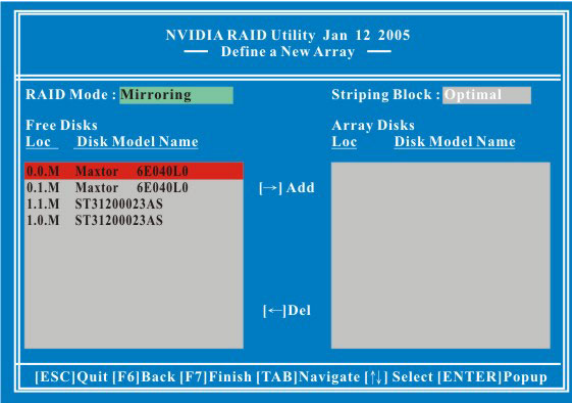 NVIDIA RAID Utility Jan 12 2005
Define a New Array
RAID Mode : Mirroring
Striping Block : Optimal
Free Disks
Loc Disk Model Name
Array Disks
Loc Disk Model Name
0.0.M Maxtor 6E040L0
0.1.M Maxtor 6E040L0
1.1.M ST31200023AS
1.0.M ST31200023AS
[→] Add
[←]Del
[ESC]Quit [F6]Back [F7]Finish [TAB]Navigate [↑↓] Select [ENTER]Popup